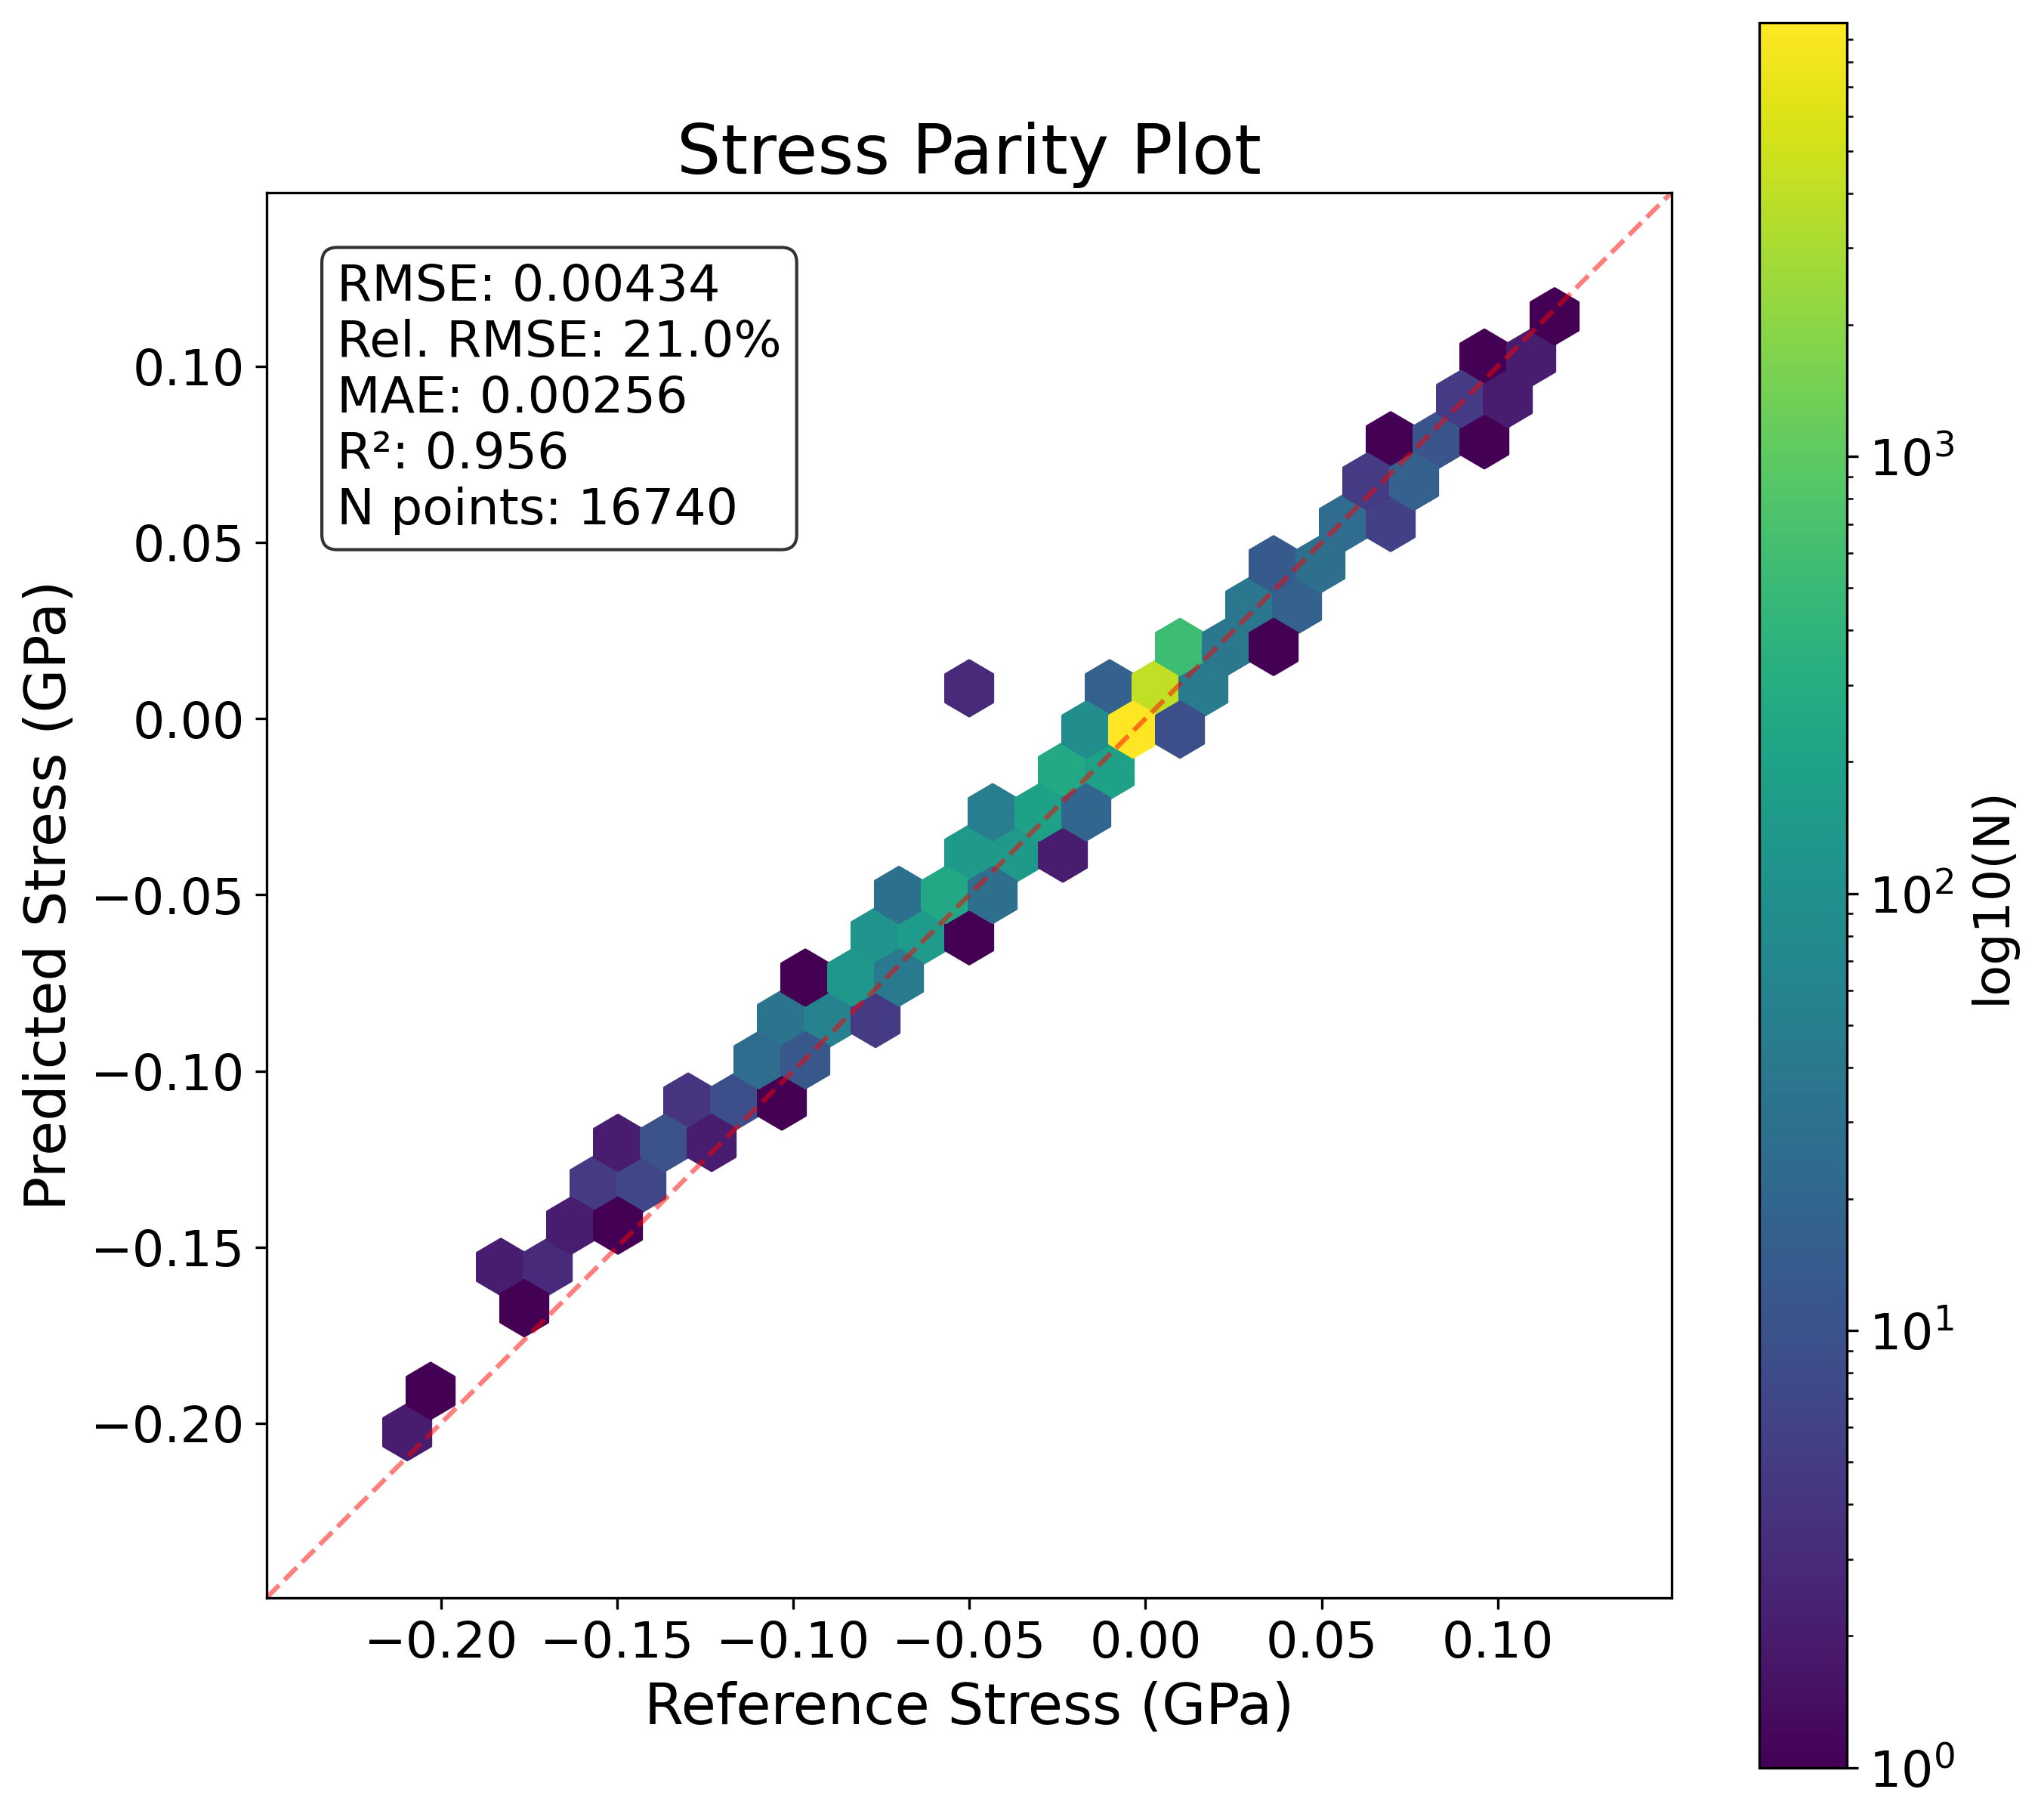 Stress Parity Plot
RMSE: 0.00434
Rel. RMSE: 21.0%
MAE: 0.00256
R²: 0.956
N points: 16740
Predicted Stress (GPa)
0.10
0.05
0.00
−0.05
−0.10
−0.15
−0.20
−0.20 −0.15 −0.10 −0.05 0.00 0.05 0.10
Reference Stress (GPa)
10³
10²
10¹
10⁰
log10(N)